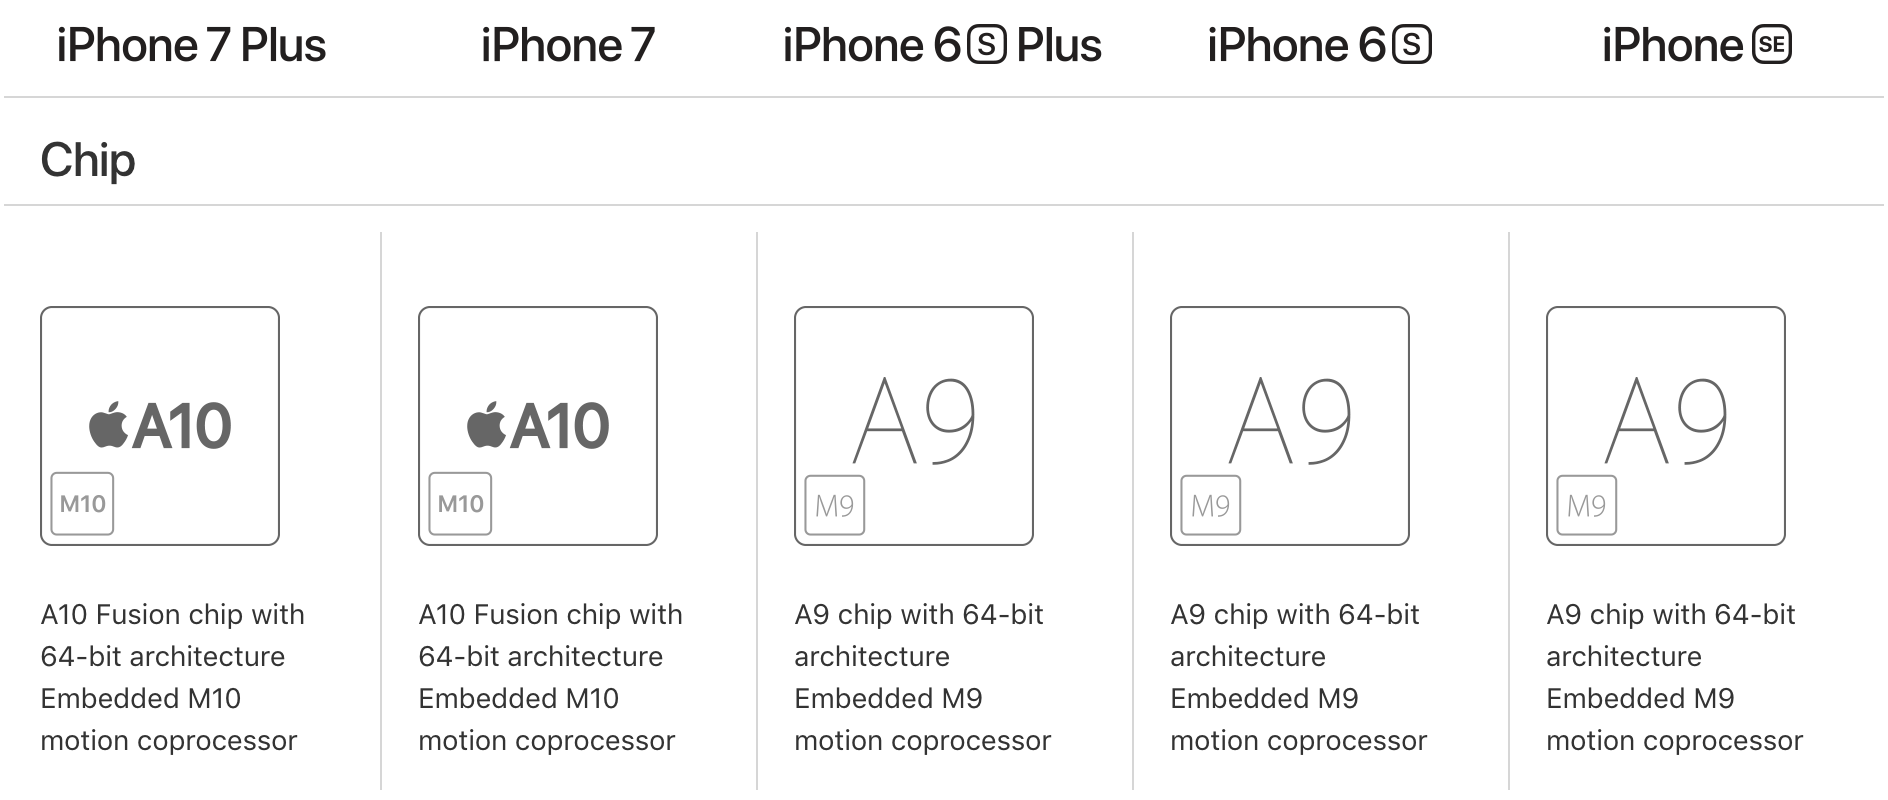 iPhone 7 Plus
iPhone 7
iPhone 6S Plus
iPhone 6S
iPhone SE
Chip
A10
M10
A10 Fusion chip with
64-bit architecture
Embedded M10
motion coprocessor
A10
M10
A10 Fusion chip with
64-bit architecture
Embedded M10
motion coprocessor
A9
M9
A9 chip with 64-bit
architecture
Embedded M9
motion coprocessor
A9
M9
A9 chip with 64-bit
architecture
Embedded M9
motion coprocessor
A9
M9
A9 chip with 64-bit
architecture
Embedded M9
motion coprocessor